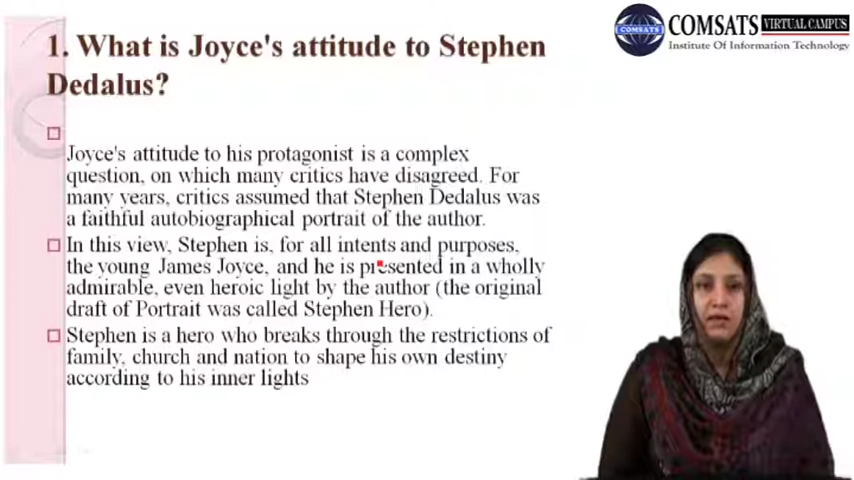 1. What is Joyce's attitude to Stephen
Dedalus?
COMSATS
COMSATS VIRTUAL CAMPUS
Institute Of Information Technology
Joyce's attitude to his protagonist is a complex
question, on which many critics have disagreed. For
many years, critics assumed that Stephen Dedalus was
a faithful autobiographical portrait of the author.
In this view, Stephen is, for all intents and purposes,
the young James Joyce, and he is presented in a wholly
admirable, even heroic light by the author (the original
draft of Portrait was called Stephen Hero).
Stephen is a hero who breaks through the restrictions of
family, church and nation to shape his own destiny
according to his inner lights